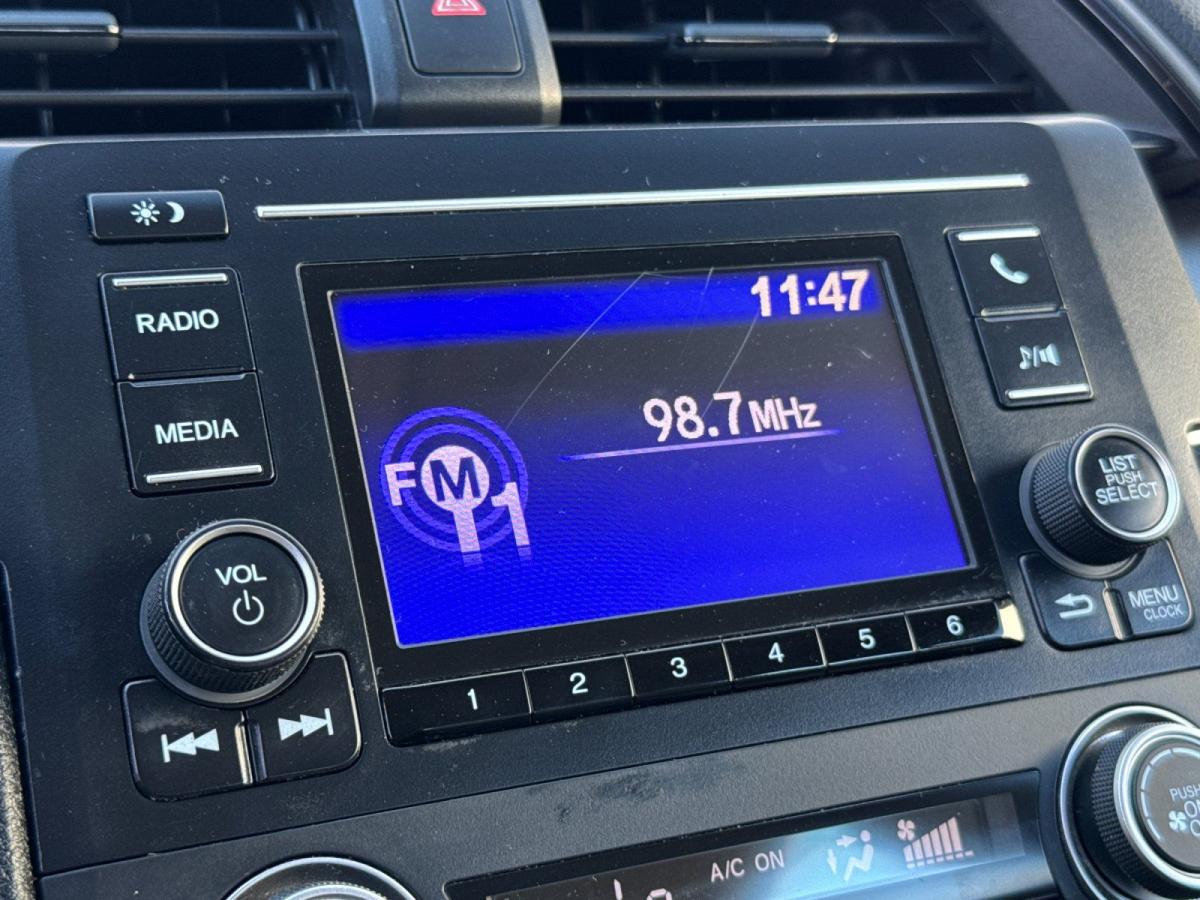 11:47
RADIO
98.7 MHz
MEDIA
FM
1
LIST
PUSH
SELECT
VOL
MENU
CLOCK
1 2 3 4 5 6
PUSH
A/C ON